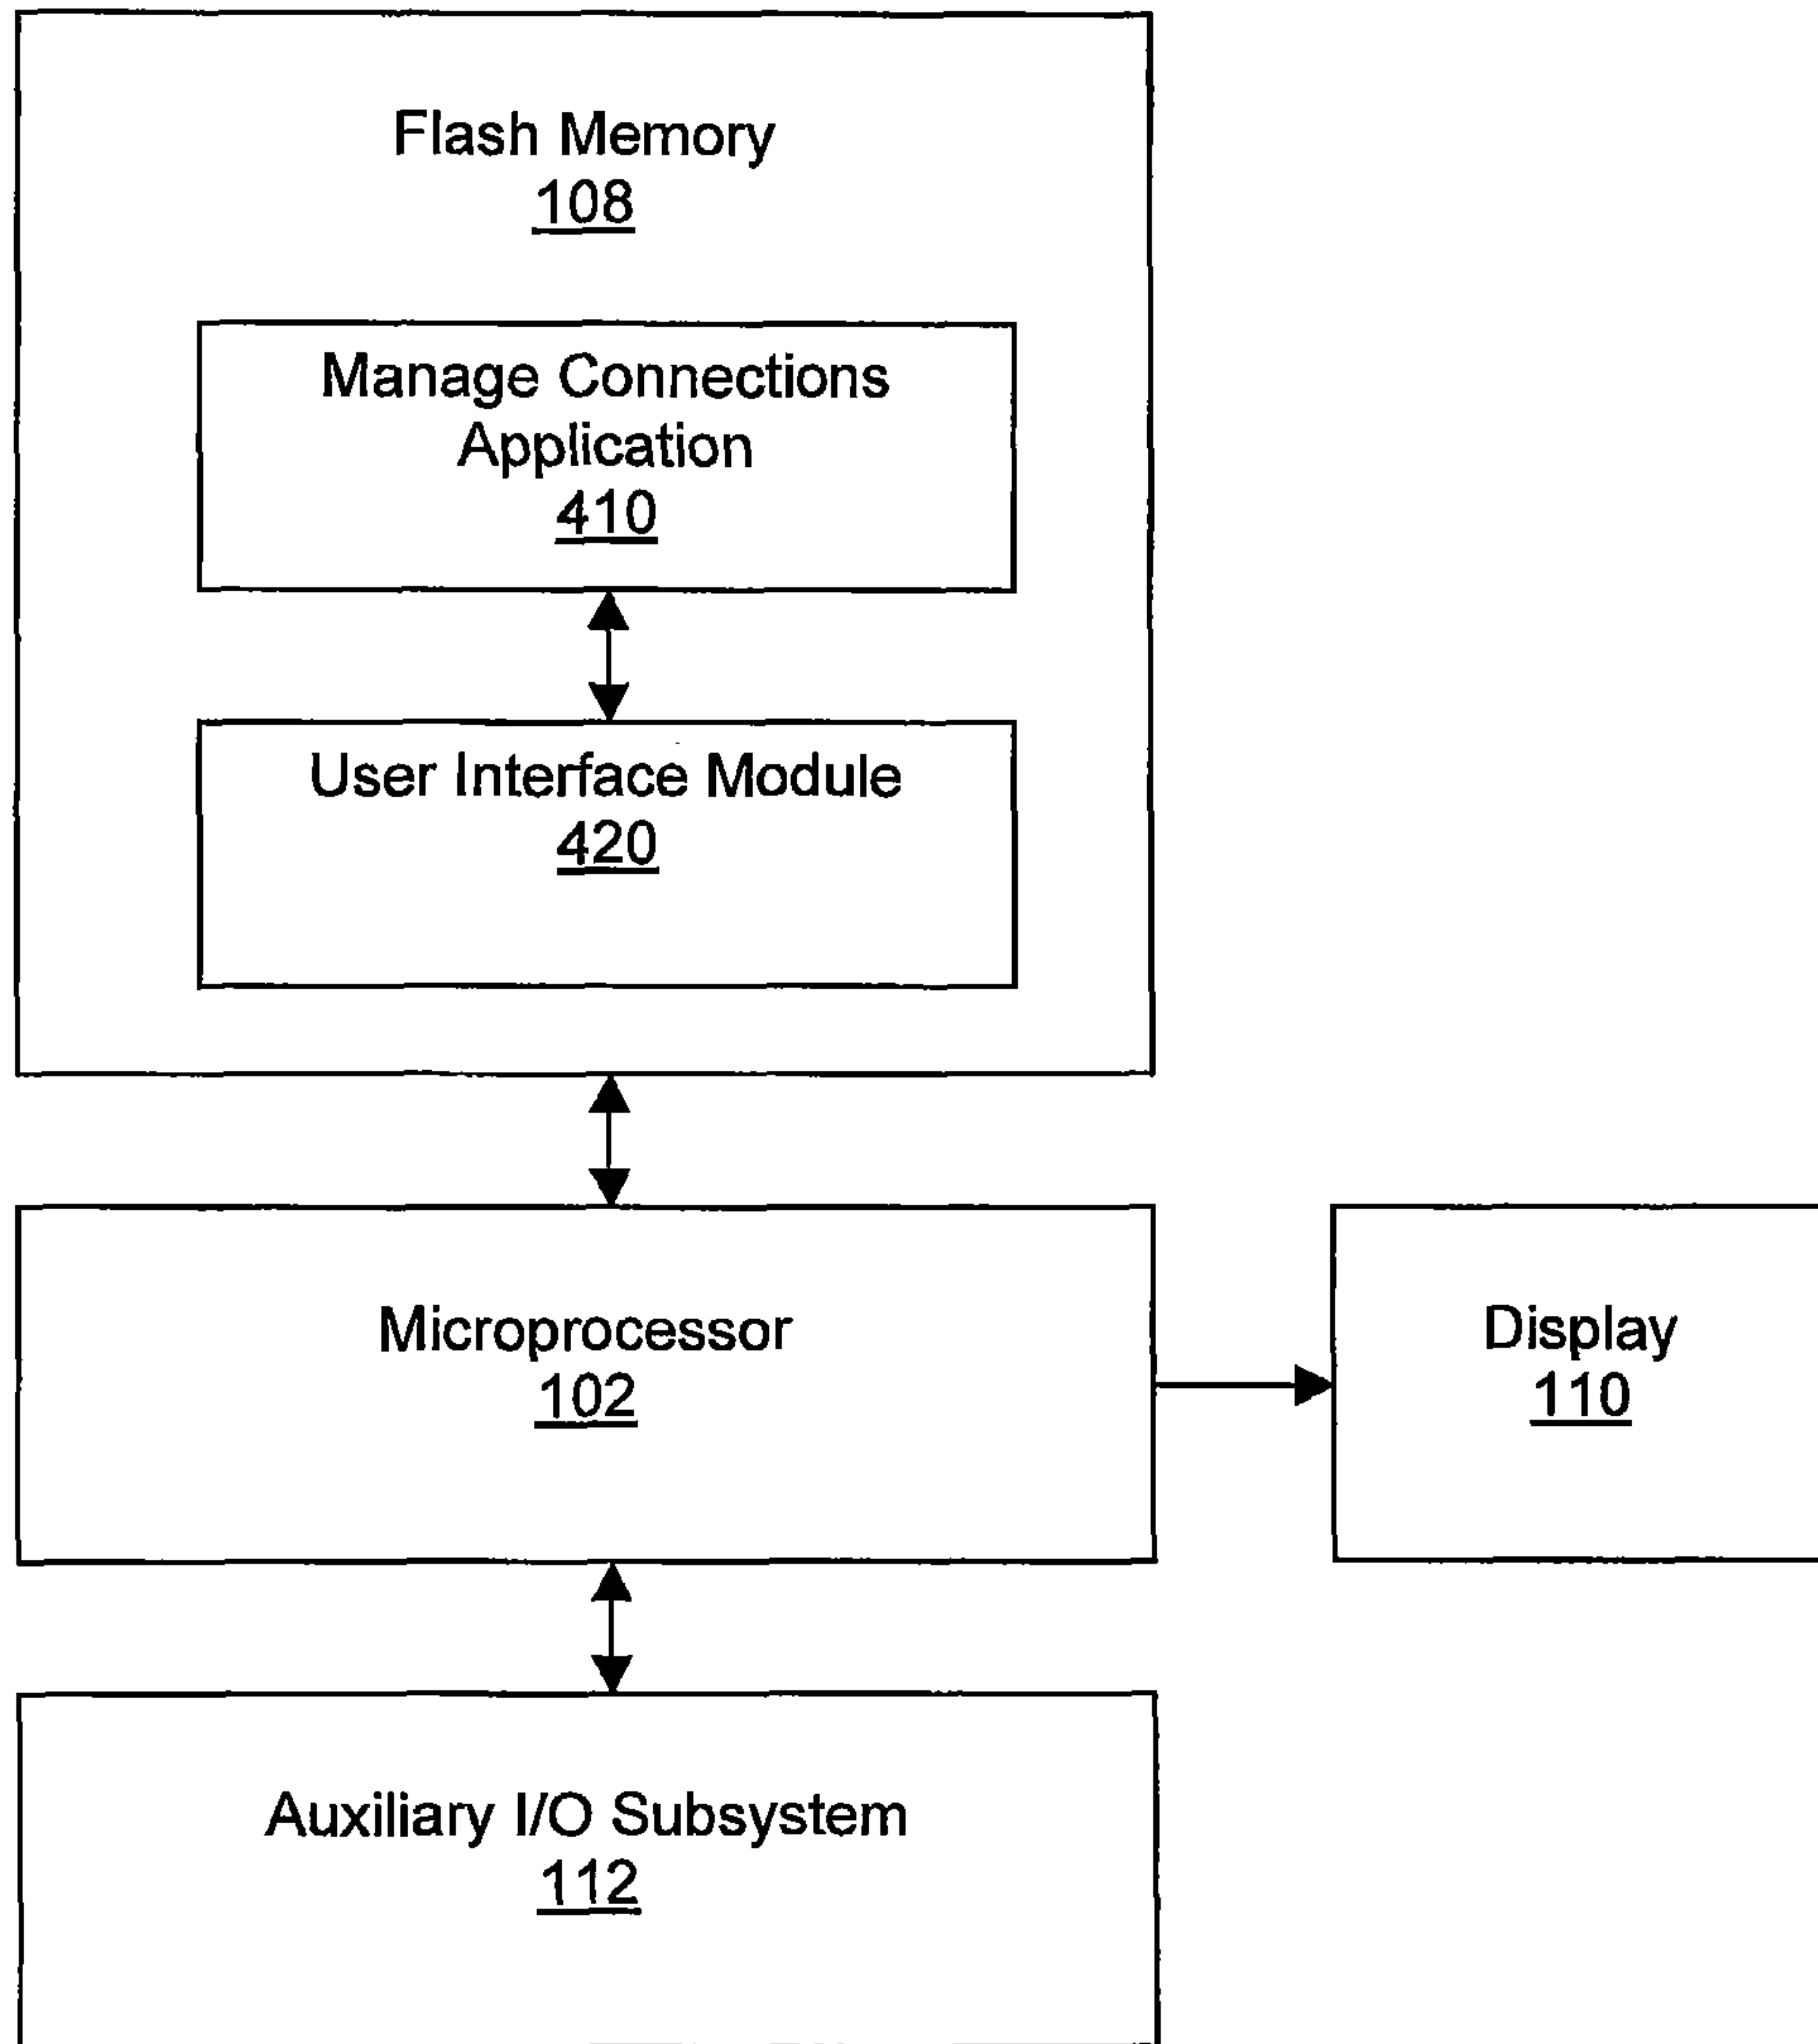 Flash Memory
108
Manage Connections
Application
410
User Interface Module
420
Microprocessor
102
Display
110
Auxiliary I/O Subsystem
112